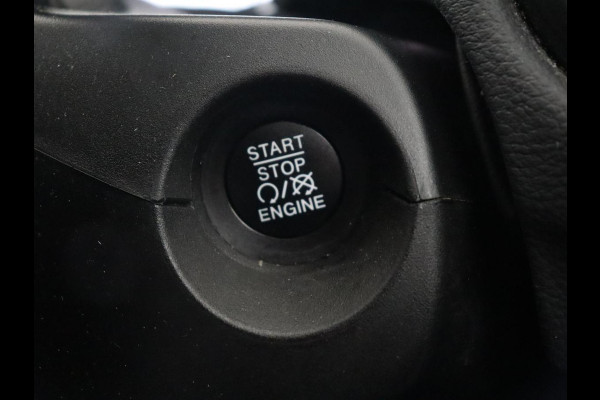 START
STOP
/
ENGINE